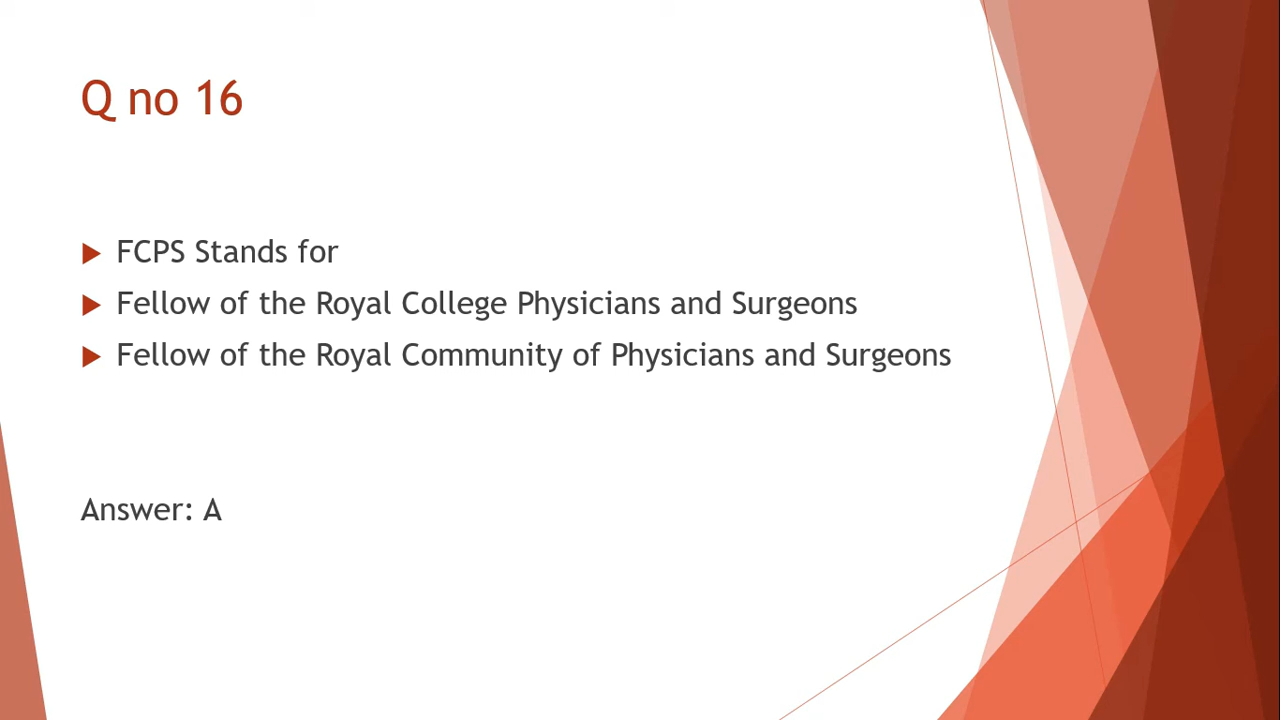 Q no 16
FCPS Stands for
Fellow of the Royal College Physicians and Surgeons
Fellow of the Royal Community of Physicians and Surgeons
Answer: A